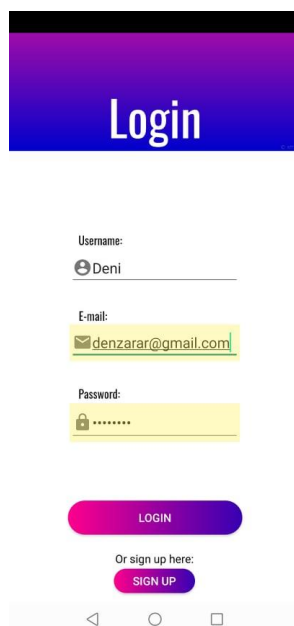 Login
Username:
Deni
E-mail:
denzarar@gmail.com
Password:
••••••••
LOGIN
Or sign up here:
SIGN UP